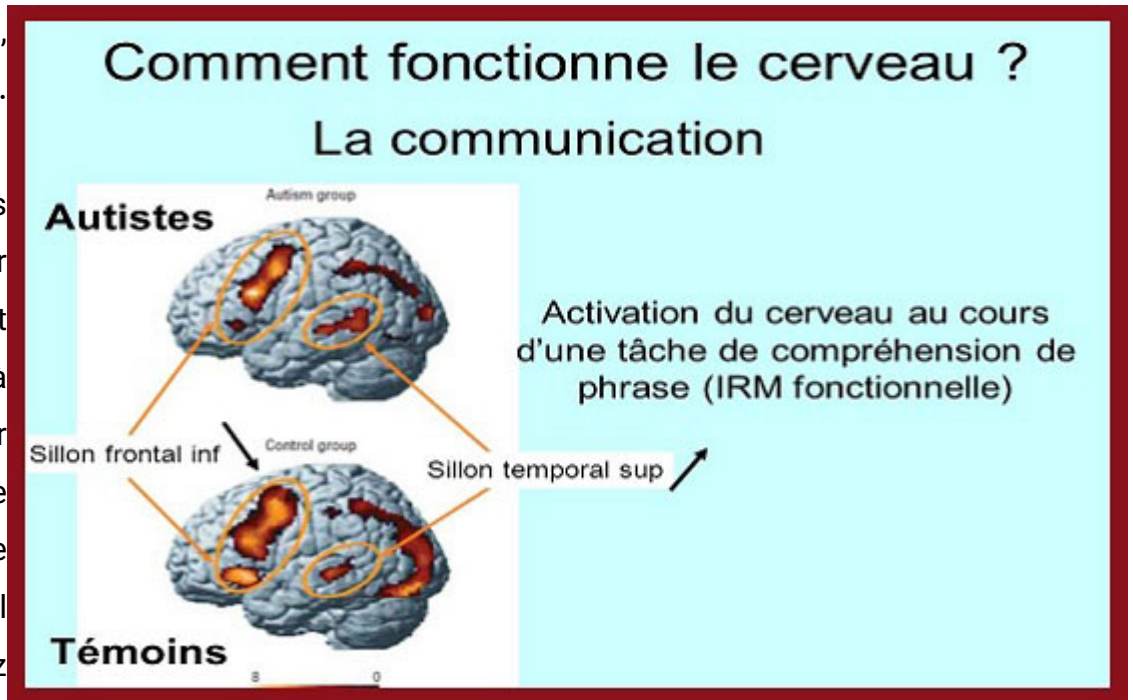 Comment fonctionne le cerveau ?
La communication
Autism group
Autistes
Activation du cerveau au cours
d'une tâche de compréhension de
phrase (IRM fonctionnelle)
Sillon frontal inf
Control group
Sillon temporal sup
Témoins
8 0